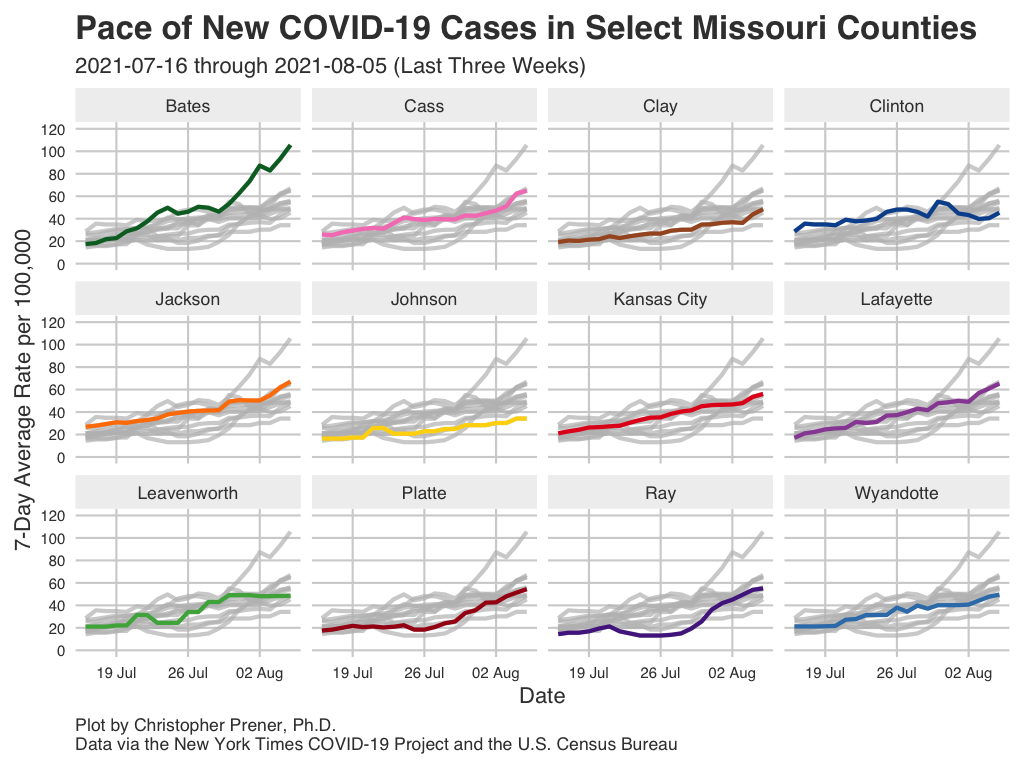 Pace of New COVID-19 Cases in Select Missouri Counties
2021-07-16 through 2021-08-05 (Last Three Weeks)
Bates Cass Clay Clinton
120
100
80
60
40
20
0
Jackson Johnson Kansas City Lafayette
120
100
80
60
40
20
0
Leavenworth Platte Ray Wyandotte
120
100
80
60
40
20
0
7-Day Average Rate per 100,000
19 Jul 26 Jul 02 Aug 19 Jul 26 Jul 02 Aug 19 Jul 26 Jul 02 Aug 19 Jul 26 Jul 02 Aug
Date
Plot by Christopher Prener, Ph.D.
Data via the New York Times COVID-19 Project and the U.S. Census Bureau